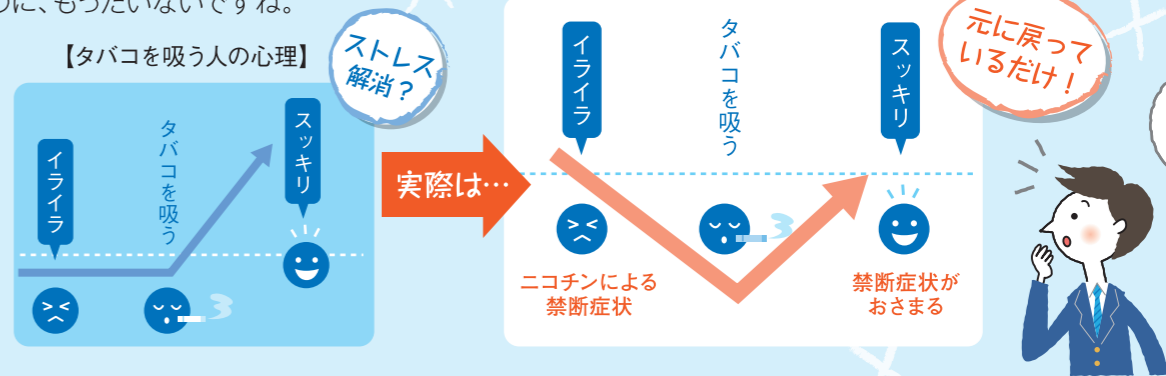 に、もったいないですね。
【タバコを吸う人の心理】
ストレス
解消？
イライラ
タバコを吸う
スッキリ
実際は…
イライラ
タバコを吸う
スッキリ
元に戻って
いるだけ！
ニコチンによる
禁断症状
禁断症状が
おさまる